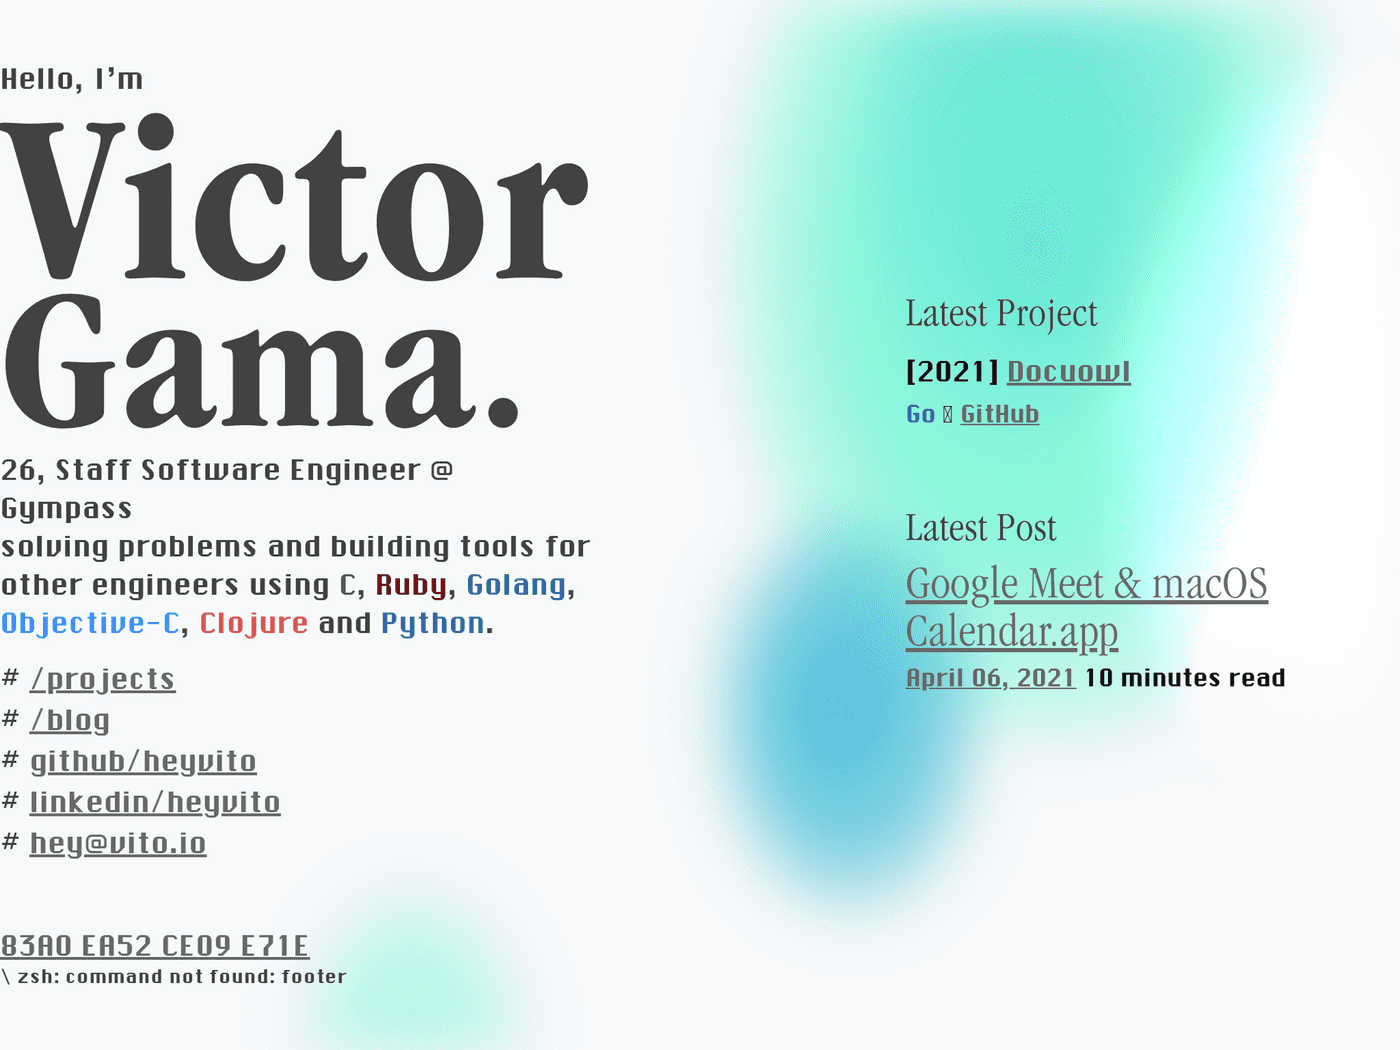 Hello, I’m
Victor
Gama.
26, Staff Software Engineer @
Gympass
solving problems and building tools for
other engineers using C, Ruby, Golang,
Objective-C, Clojure and Python.
# /projects
# /blog
# github/heyvito
# linkedin/heyvito
# hey@vito.io
83A0 EA52 CE09 E71E
\ zsh: command not found: footer
Latest Project
[2021] Docuowl
Go GitHub
Latest Post
Google Meet & macOS
Calendar.app
April 06, 2021 10 minutes read